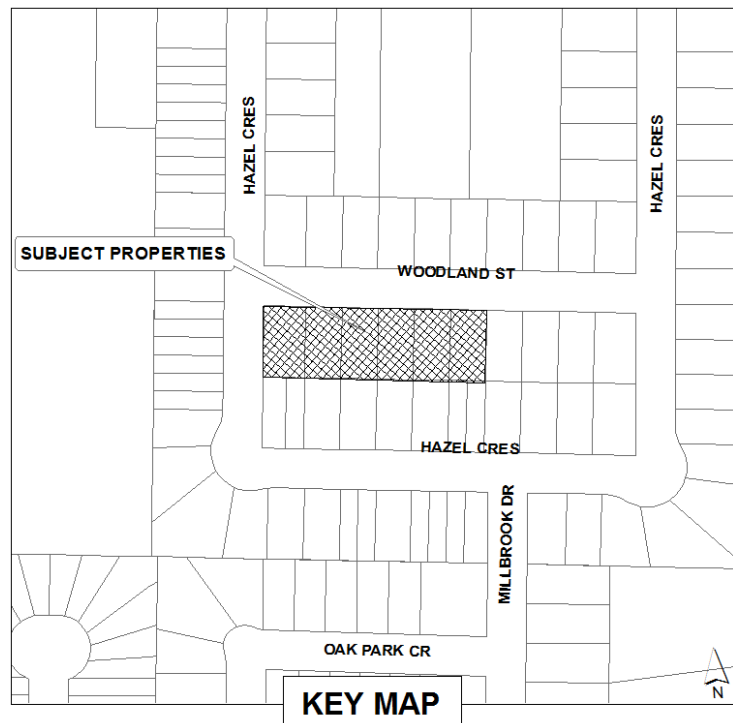 HAZEL CRES
HAZEL CRES
SUBJECT PROPERTIES
WOODLAND ST
HAZEL CRES
MILLBROOK DR
OAK PARK CR
N
KEY MAP